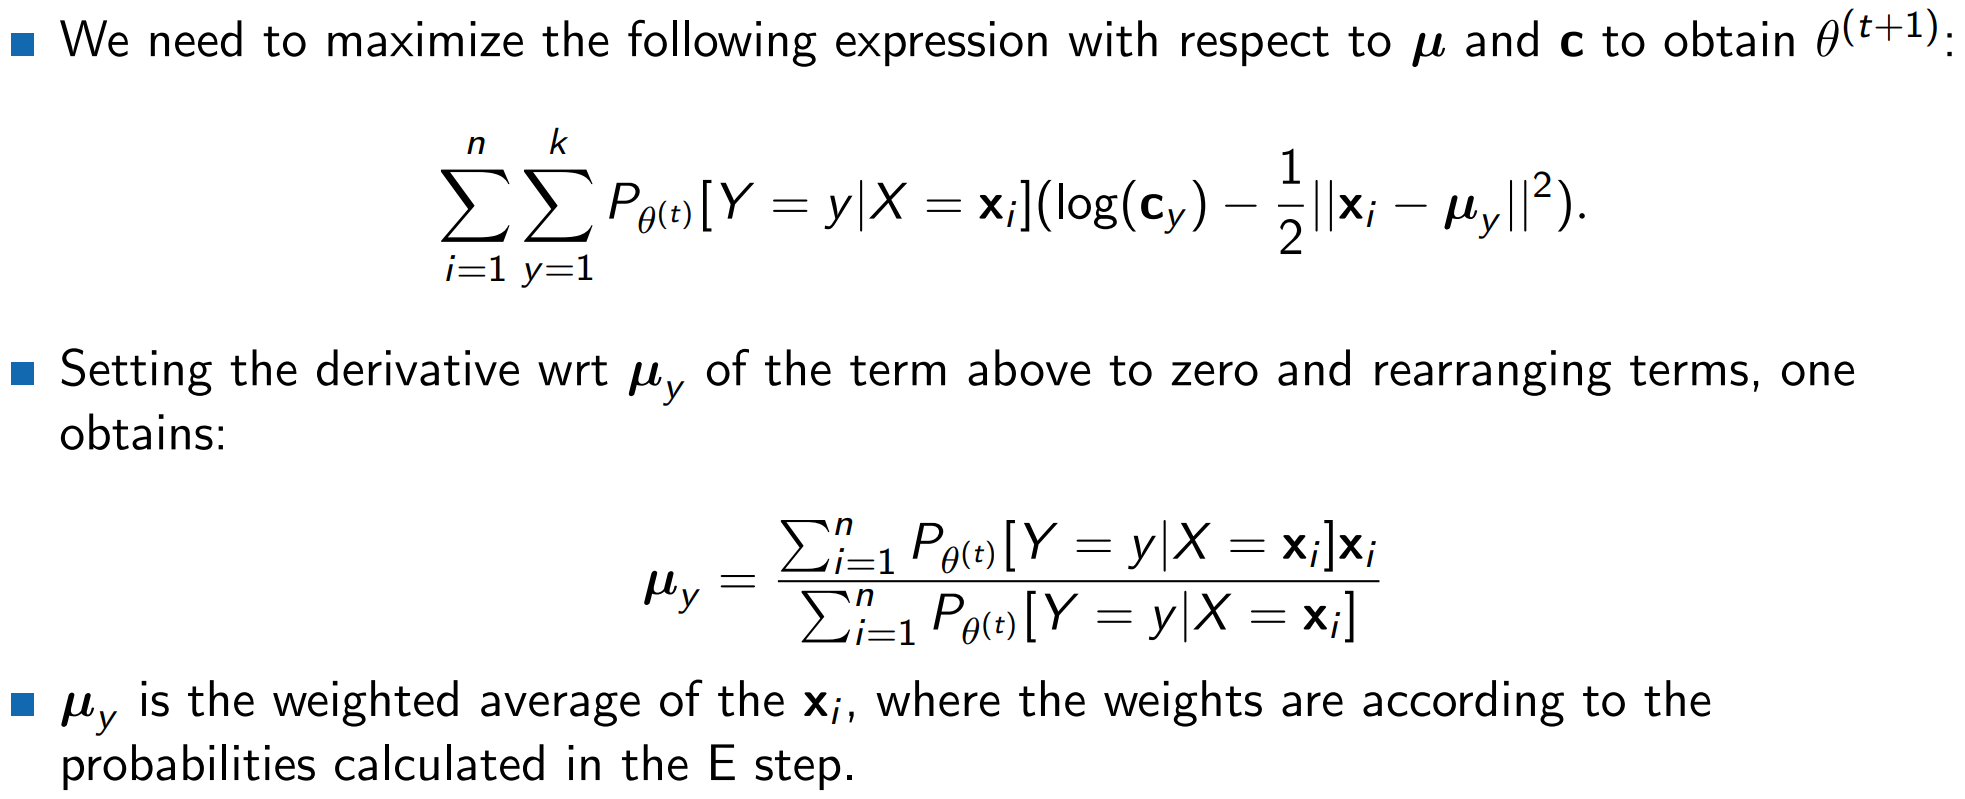 ■ We need to maximize the following expression with respect to μ and c to obtain θ^(t+1):
∑_{i=1}^{n} ∑_{y=1}^{k} P_{θ^(t)}[Y = y|X = x_i](log(c_y) − 1/2||x_i − μ_y||²).
■ Setting the derivative wrt μ_y of the term above to zero and rearranging terms, one
obtains:
μ_y = \frac{∑_{i=1}^{n} P_{θ^(t)}[Y = y|X = x_i]x_i}{∑_{i=1}^{n} P_{θ^(t)}[Y = y|X = x_i]}
■ μ_y is the weighted average of the x_i, where the weights are according to the
probabilities calculated in the E step.